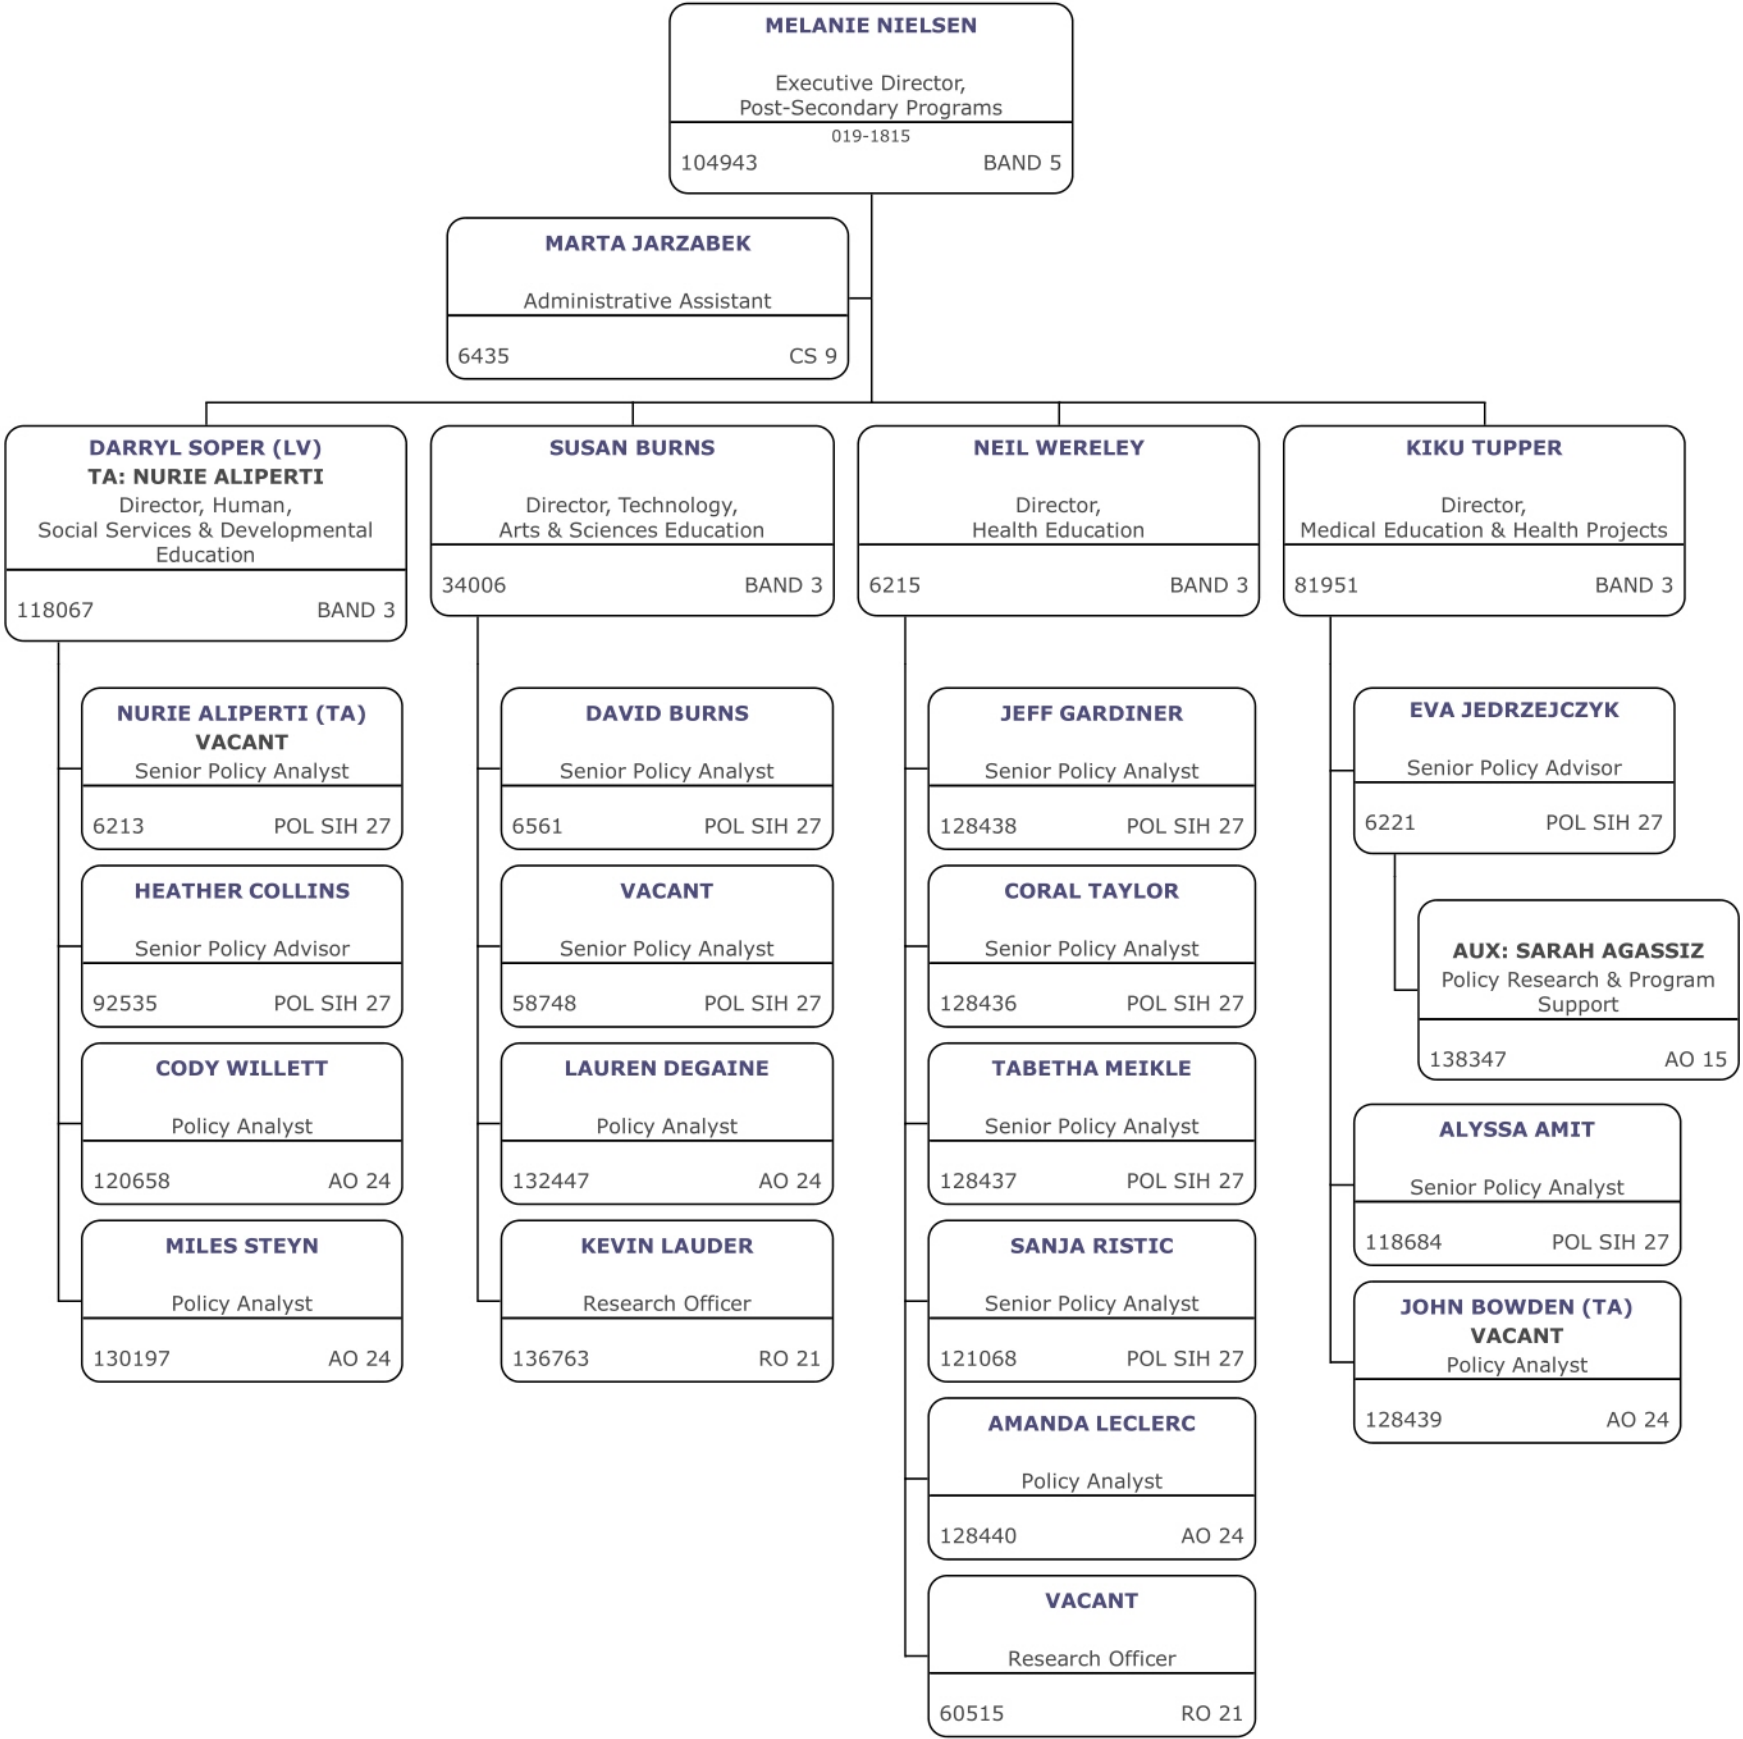 MELANIE NIELSEN
Executive Director,
Post-Secondary Programs
019-1815
104943 BAND 5
MARTA JARZABEK
Administrative Assistant
6435 CS 9
DARRYL SOPER (LV)
TA: NURIE ALIPERTI
Director, Human,
Social Services & Developmental
Education
118067 BAND 3
NURIE ALIPERTI (TA)
VACANT
Senior Policy Analyst
6213 POL SIH 27
HEATHER COLLINS
Senior Policy Advisor
92535 POL SIH 27
CODY WILLETT
Policy Analyst
120658 AO 24
MILES STEYN
Policy Analyst
130197 AO 24
SUSAN BURNS
Director, Technology,
Arts & Sciences Education
34006 BAND 3
DAVID BURNS
Senior Policy Analyst
6561 POL SIH 27
VACANT
Senior Policy Analyst
58748 POL SIH 27
LAUREN DEGAINE
Policy Analyst
132447 AO 24
KEVIN LAUDER
Research Officer
136763 RO 21
NEIL WERELEY
Director,
Health Education
6215 BAND 3
JEFF GARDINER
Senior Policy Analyst
128438 POL SIH 27
CORAL TAYLOR
Senior Policy Analyst
128436 POL SIH 27
TABETHA MEIKLE
Senior Policy Analyst
128437 POL SIH 27
SANJA RISTIC
Senior Policy Analyst
121068 POL SIH 27
AMANDA LECLERC
Policy Analyst
128440 AO 24
VACANT
Research Officer
60515 RO 21
KIKU TUPPER
Director,
Medical Education & Health Projects
81951 BAND 3
EVA JEDRZEJCZYK
Senior Policy Advisor
6221 POL SIH 27
AUX: SARAH AGASSIZ
Policy Research & Program
Support
138347 AO 15
ALYSSA AMIT
Senior Policy Analyst
118684 POL SIH 27
JOHN BOWDEN (TA)
VACANT
Policy Analyst
128439 AO 24